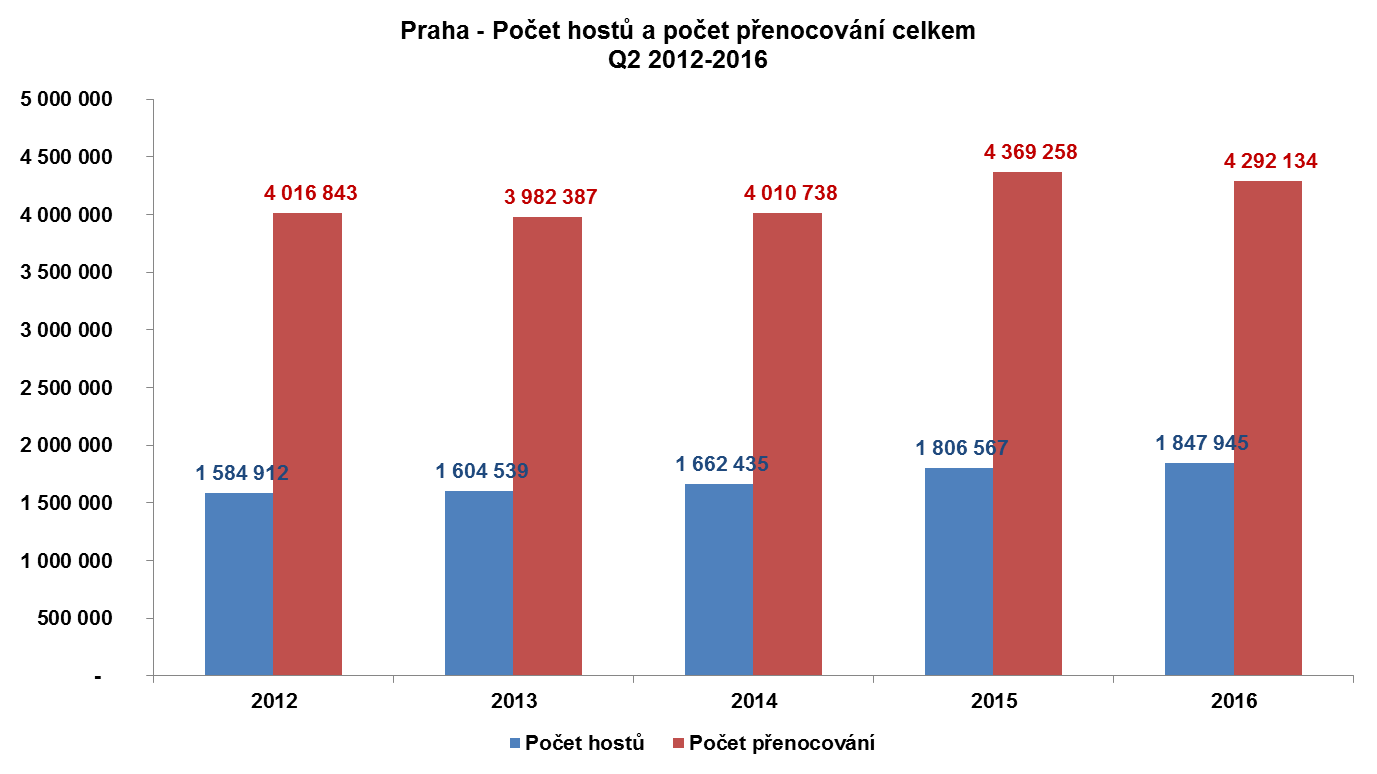 Praha - Počet hostů a počet přenocování celkem
Q2 2012-2016
5 000 000
4 500 000
4 000 000
3 500 000
3 000 000
2 500 000
2 000 000
1 500 000
1 000 000
500 000
-
4 016 843
3 982 387
4 010 738
4 369 258
4 292 134
1 584 912
1 604 539
1 662 435
1 806 567
1 847 945
2012
2013
2014
2015
2016
Počet hostů
Počet přenocování